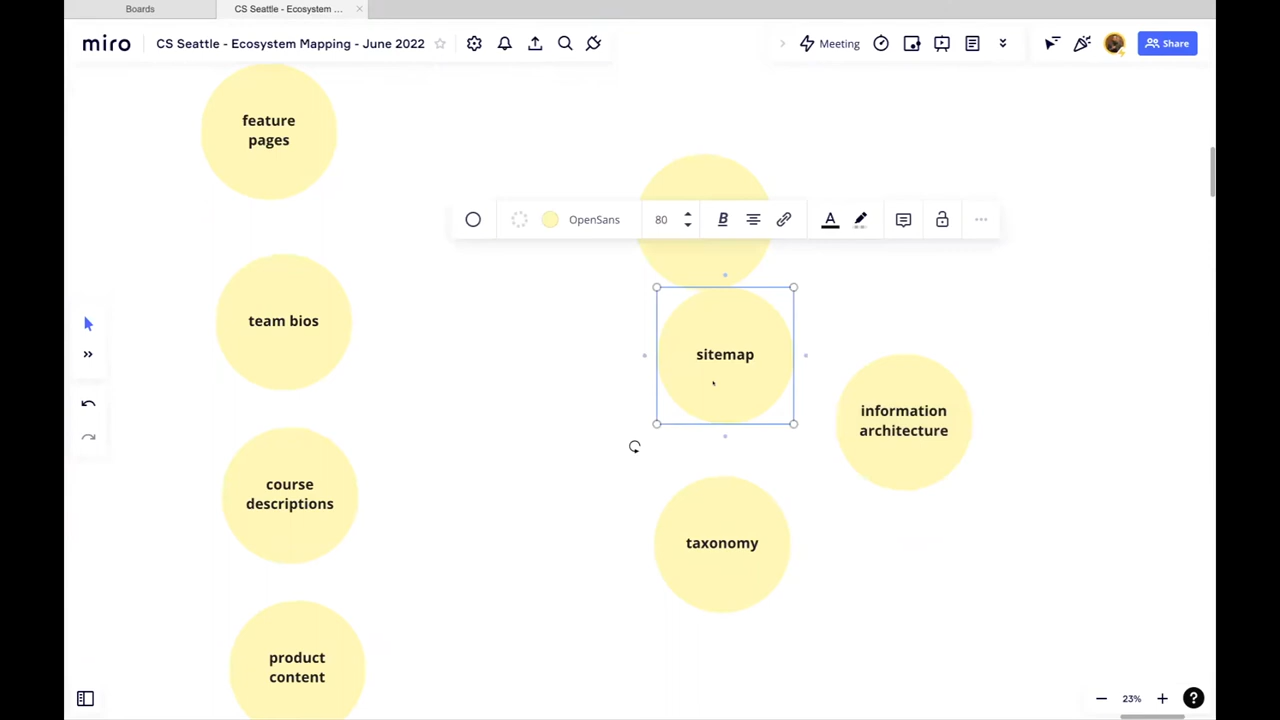 Boards
CS Seattle - Ecosystem ...
miro
CS Seattle - Ecosystem Mapping - June 2022
Meeting
Share
feature
pages
OpenSans
80
B
A
team bios
sitemap
information
architecture
course
descriptions
taxonomy
product
content
23%
?